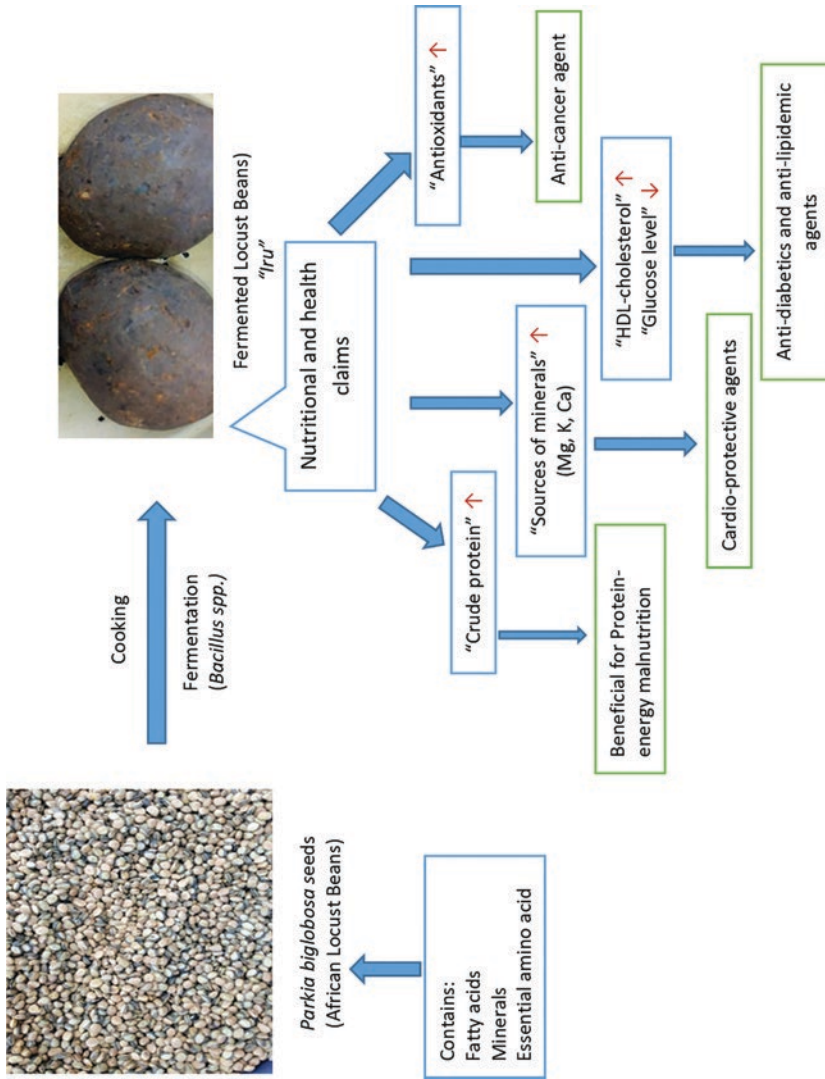 Parkia biglobosa seeds
(African Locust Beans)
Contains:
Fatty acids
Minerals
Essential amino acid
Cooking
Fermentation
(Bacillus spp.)
Fermented Locust Beans)
"Iru"
Nutritional and health
claims
"Crude protein" ↑
"Sources of minerals" ↑
(Mg, K, Ca)
"HDL-cholesterol" ↑
"Glucose level" ↓
"Antioxidants" ↑
Beneficial for Protein-
energy malnutrition
Cardio-protective agents
Anti-diabetics and anti-lipidemic
agents
Anti-cancer agent